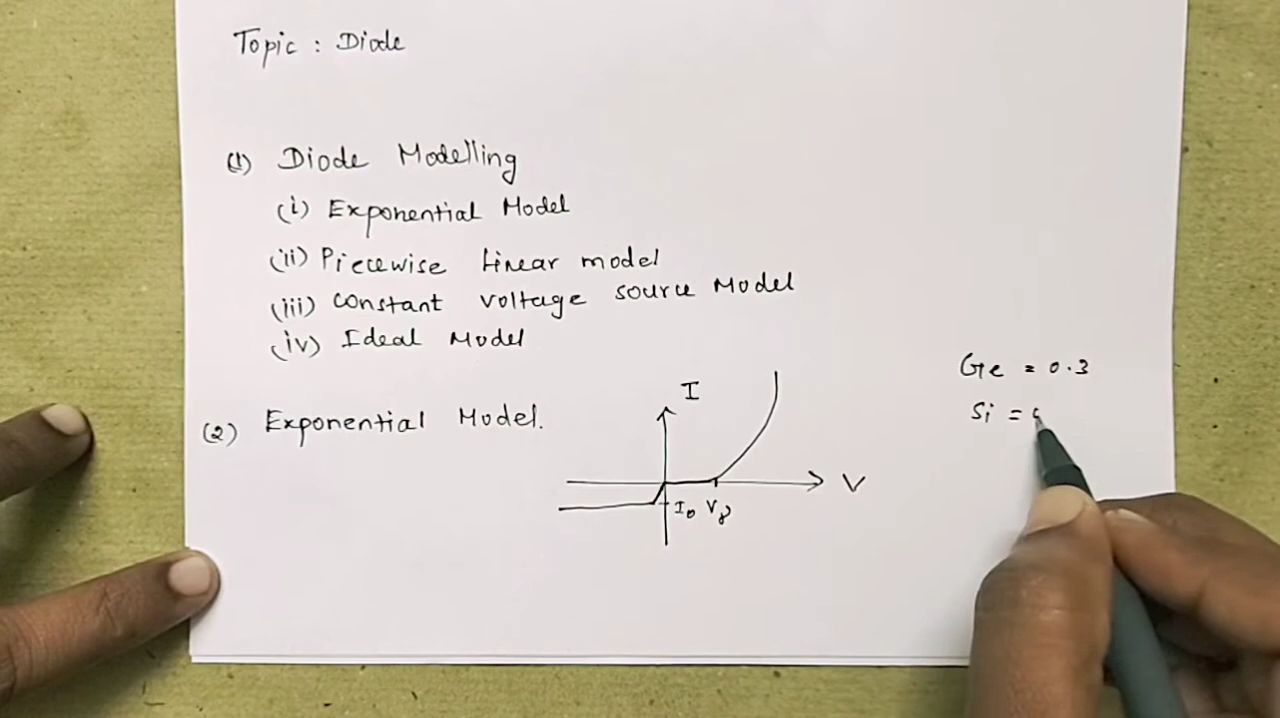 Topic : Diode
(1) Diode Modelling
(i) Exponential Model
(ii) Piecewise Linear model
(iii) Constant voltage source Model
(iv) Ideal Model
(2) Exponential Model.
I
V
I₀ Vγ
Ge = 0.3
Si =